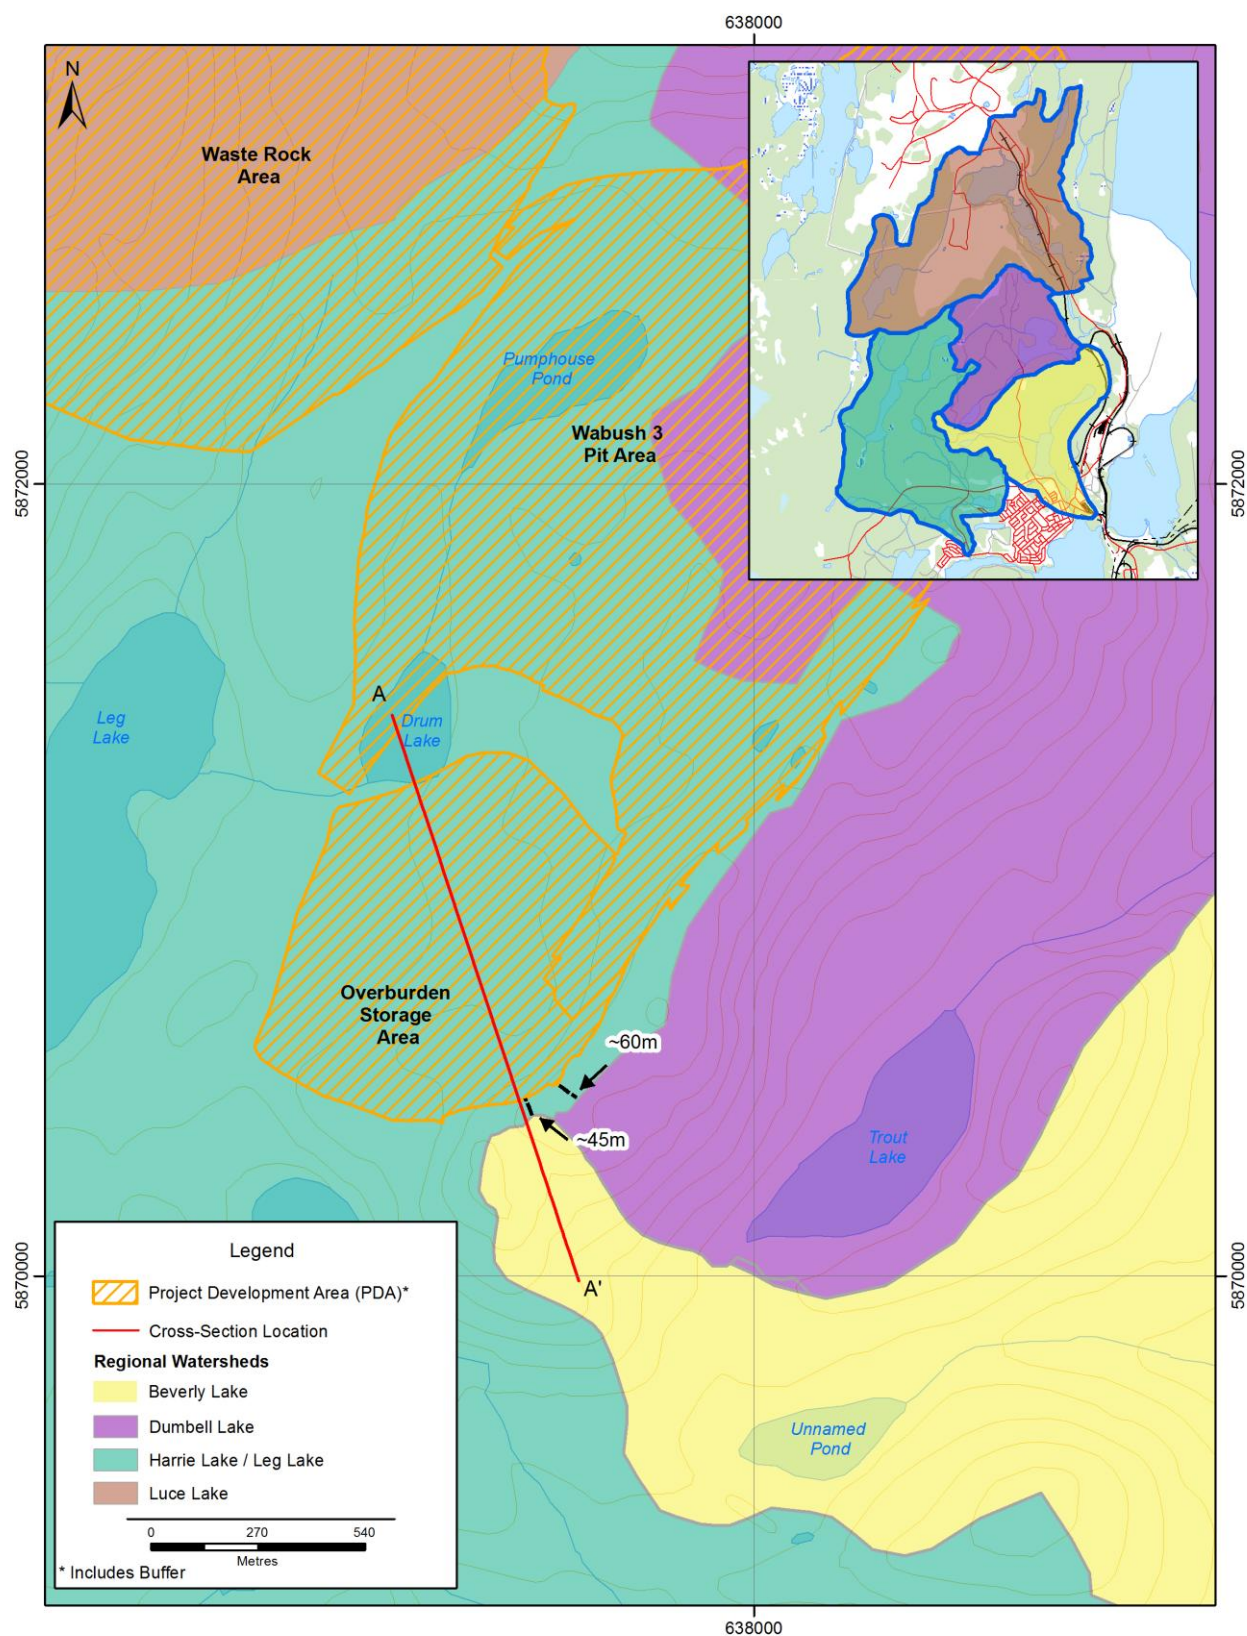 638000
N
Waste Rock
Area
Pumphouse
Pond
Wabush 3
Pit Area
5872000
5872000
A
Leg
Lake
Drum
Lake
Overburden
Storage
Area
~60m
~45m
Trout
Lake
5870000
5870000
A'
Unnamed
Pond
Legend
Project Development Area (PDA)*
Cross-Section Location
Regional Watersheds
Beverly Lake
Dumbell Lake
Harrie Lake / Leg Lake
Luce Lake
0 270 540
Metres
* Includes Buffer
638000